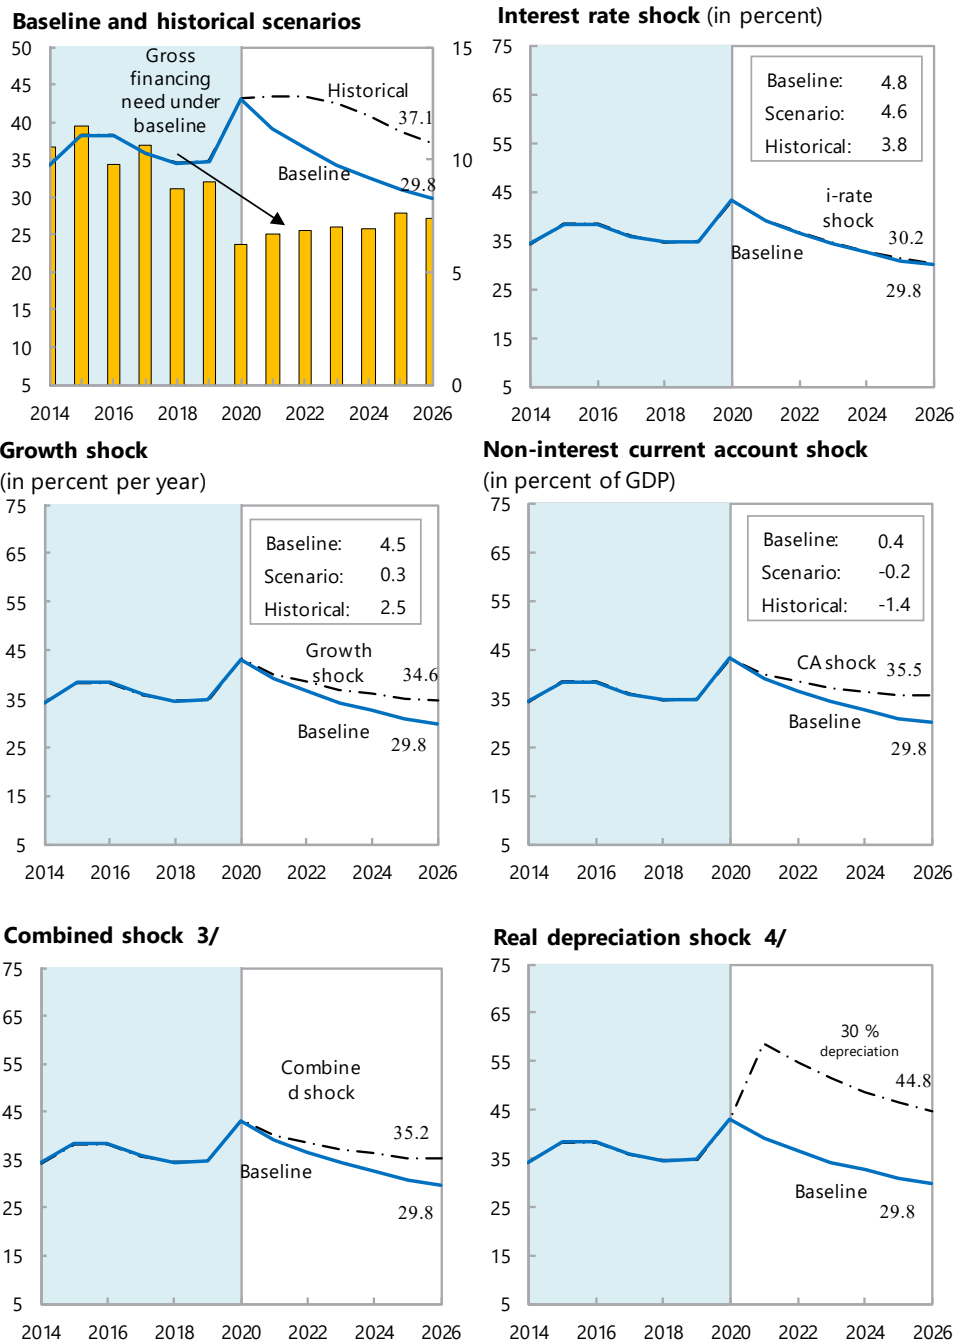 Baseline and historical scenarios
50
45
40
35
30
25
20
15
10
5
15
10
5
0
Gross
financing
need under
baseline
Historical
37.1
Baseline
29.8
2014 2016 2018 2020 2022 2024 2026
Interest rate shock (in percent)
75
65
55
45
35
25
15
5
Baseline: 4.8
Scenario: 4.6
Historical: 3.8
i-rate
shock
30.2
Baseline
29.8
2014 2016 2018 2020 2022 2024 2026
Growth shock
(in percent per year)
75
65
55
45
35
25
15
5
Baseline: 4.5
Scenario: 0.3
Historical: 2.5
Growth
shock
34.6
Baseline
29.8
2014 2016 2018 2020 2022 2024 2026
Non-interest current account shock
(in percent of GDP)
75
65
55
45
35
25
15
5
Baseline: 0.4
Scenario: -0.2
Historical: -1.4
CA shock 35.5
Baseline
29.8
2014 2016 2018 2020 2022 2024 2026
Combined shock 3/
75
65
55
45
35
25
15
5
Combine
d shock
35.2
Baseline
29.8
2014 2016 2018 2020 2022 2024 2026
Real depreciation shock 4/
75
65
55
45
35
25
15
5
30 %
depreciation
44.8
Baseline
29.8
2014 2016 2018 2020 2022 2024 2026